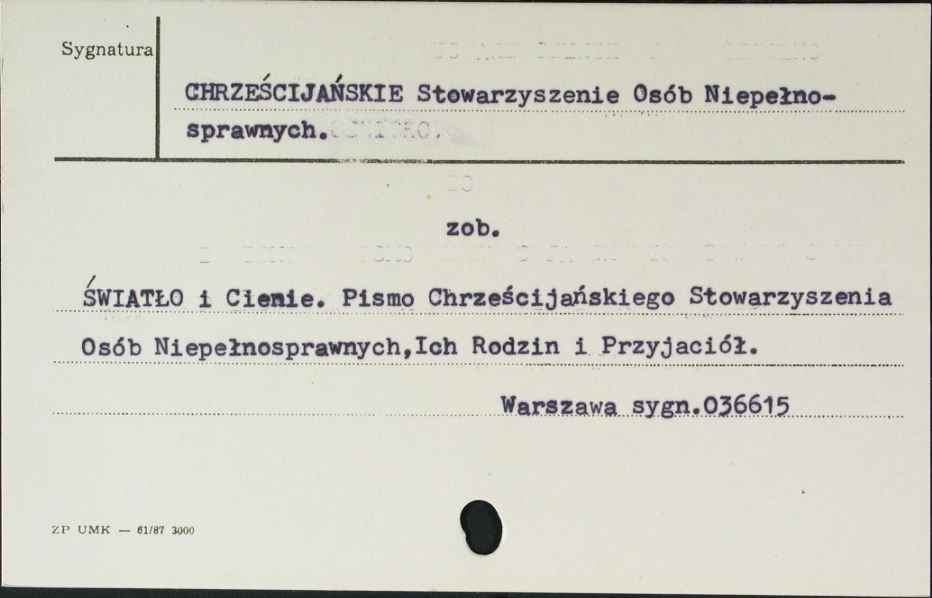 Sygnatura
CHRZEŚCIJAŃSKIE Stowarzyszenie Osób Niepełno-
sprawnych.
zob.
ŚWIATŁO i Cienie. Pismo Chrześcijańskiego Stowarzyszenia
Osób Niepełnosprawnych,Ich Rodzin i Przyjaciół.
Warszawa sygn.036615
ZP UMK — 61/87 3000